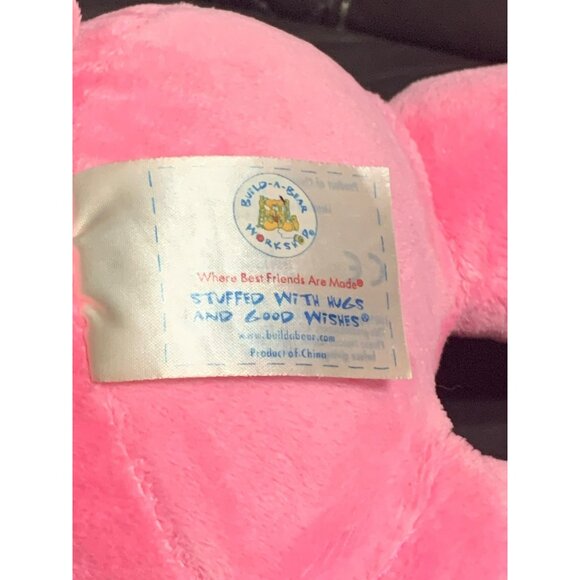 BUILD-A-BEAR
WORKSHOP®
Where Best Friends Are Made®
STUFFED WITH HUGS
AND GOOD WISHES®
www.buildabear.com
Product of China